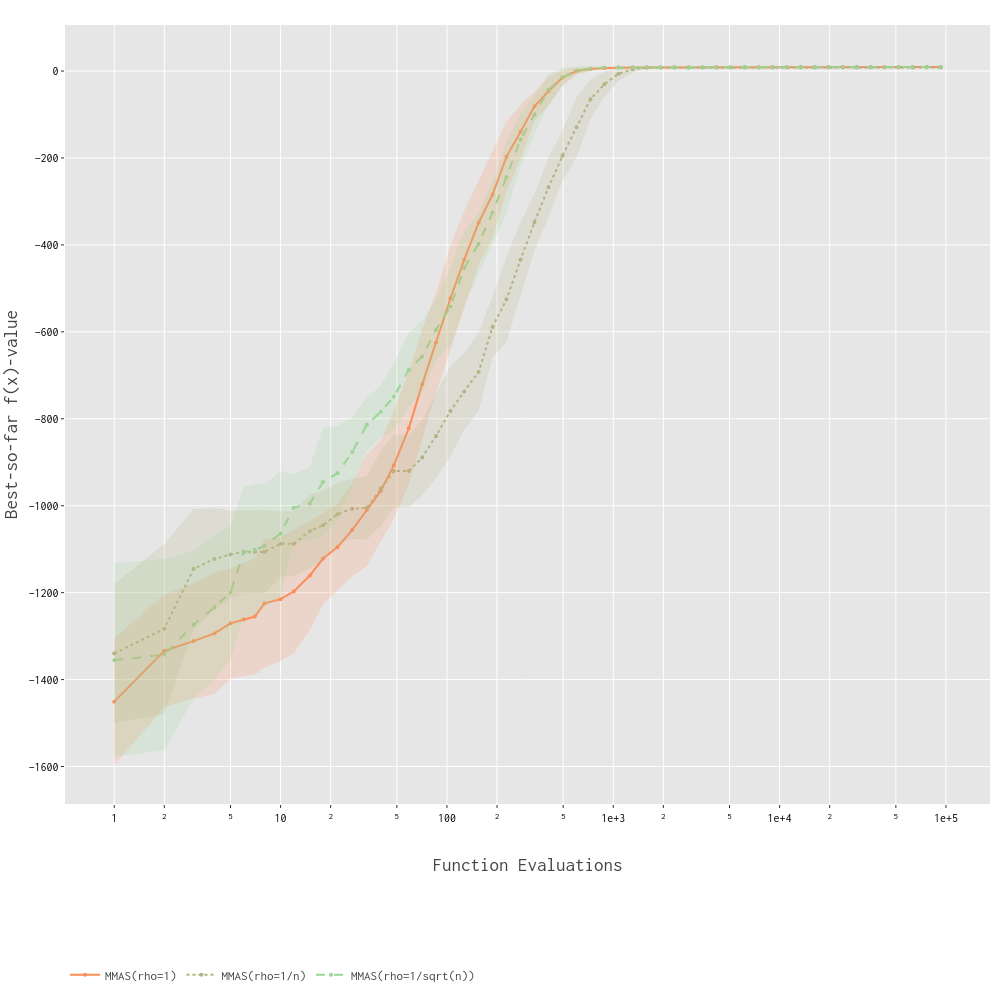 Best-so-far f(x)-value
0
−200
−400
−600
−800
−1000
−1200
−1400
−1600
1 2 5 10 2 5 100 2 5 1e+3 2 5 1e+4 2 5 1e+5
Function Evaluations
MMAS(rho=1) MMAS(rho=1/n) MMAS(rho=1/sqrt(n))